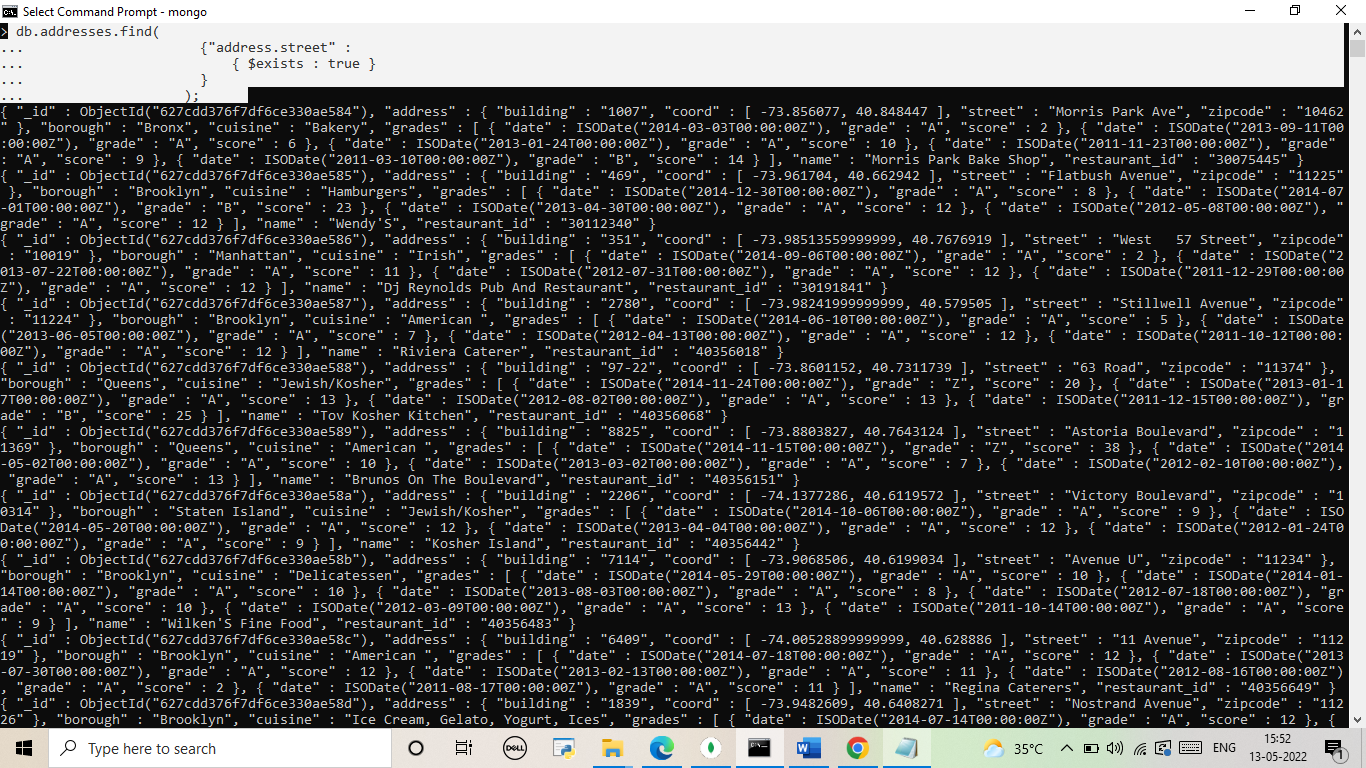 Select Command Prompt - mongo
> db.addresses.find(
... {"address.street" :
... { $exists : true }
... }
... );
{ "_id" : ObjectId("627cdd376f7df6ce330ae584"), "address" : { "building" : "1007", "coord" : [ -73.856077, 40.848447 ], "street" : "Morris Park Ave", "zipcode" : "10462
" }, "borough" : "Bronx", "cuisine" : "Bakery", "grades" : [ { "date" : ISODate("2014-03-03T00:00:00Z"), "grade" : "A", "score" : 2 }, { "date" : ISODate("2013-09-11T00
:00:00Z"), "grade" : "A", "score" : 6 }, { "date" : ISODate("2013-01-24T00:00:00Z"), "grade" : "A", "score" : 10 }, { "date" : ISODate("2011-11-23T00:00:00Z"), "grade"
: "A", "score" : 9 }, { "date" : ISODate("2011-03-10T00:00:00Z"), "grade" : "B", "score" : 14 } ], "name" : "Morris Park Bake Shop", "restaurant_id" : "30075445" }
{ "_id" : ObjectId("627cdd376f7df6ce330ae585"), "address" : { "building" : "469", "coord" : [ -73.961704, 40.662942 ], "street" : "Flatbush Avenue", "zipcode" : "11225"
}, "borough" : "Brooklyn", "cuisine" : "Hamburgers", "grades" : [ { "date" : ISODate("2014-12-30T00:00:00Z"), "grade" : "A", "score" : 8 }, { "date" : ISODate("2014-07
-01T00:00:00Z"), "grade" : "B", "score" : 23 }, { "date" : ISODate("2013-04-30T00:00:00Z"), "grade" : "A", "score" : 12 }, { "date" : ISODate("2012-05-08T00:00:00Z"), "
grade" : "A", "score" : 12 } ], "name" : "Wendy'S", "restaurant_id" : "30112340" }
{ "_id" : ObjectId("627cdd376f7df6ce330ae586"), "address" : { "building" : "351", "coord" : [ -73.98513559999999, 40.7676919 ], "street" : "West   57 Street", "zipcode"
: "10019" }, "borough" : "Manhattan", "cuisine" : "Irish", "grades" : [ { "date" : ISODate("2014-09-06T00:00:00Z"), "grade" : "A", "score" : 2 }, { "date" : ISODate("2
013-07-22T00:00:00Z"), "grade" : "A", "score" : 11 }, { "date" : ISODate("2012-07-31T00:00:00Z"), "grade" : "A", "score" : 12 }, { "date" : ISODate("2011-12-29T00:00:00
Z"), "grade" : "A", "score" : 12 } ], "name" : "Dj Reynolds Pub And Restaurant", "restaurant_id" : "30191841" }
{ "_id" : ObjectId("627cdd376f7df6ce330ae587"), "address" : { "building" : "2780", "coord" : [ -73.98241999999999, 40.579505 ], "street" : "Stillwell Avenue", "zipcode"
: "11224" }, "borough" : "Brooklyn", "cuisine" : "American ", "grades" : [ { "date" : ISODate("2014-06-10T00:00:00Z"), "grade" : "A", "score" : 5 }, { "date" : ISODate
("2013-06-05T00:00:00Z"), "grade" : "A", "score" : 7 }, { "date" : ISODate("2012-04-13T00:00:00Z"), "grade" : "A", "score" : 12 }, { "date" : ISODate("2011-10-12T00:00:
00Z"), "grade" : "A", "score" : 12 } ], "name" : "Riviera Caterer", "restaurant_id" : "40356018" }
{ "_id" : ObjectId("627cdd376f7df6ce330ae588"), "address" : { "building" : "97-22", "coord" : [ -73.8601152, 40.7311739 ], "street" : "63 Road", "zipcode" : "11374" },
"borough" : "Queens", "cuisine" : "Jewish/Kosher", "grades" : [ { "date" : ISODate("2014-11-24T00:00:00Z"), "grade" : "Z", "score" : 20 }, { "date" : ISODate("2013-01-1
7T00:00:00Z"), "grade" : "A", "score" : 13 }, { "date" : ISODate("2012-08-02T00:00:00Z"), "grade" : "A", "score" : 13 }, { "date" : ISODate("2011-12-15T00:00:00Z"), "gr
ade" : "B", "score" : 25 } ], "name" : "Tov Kosher Kitchen", "restaurant_id" : "40356068" }
{ "_id" : ObjectId("627cdd376f7df6ce330ae589"), "address" : { "building" : "8825", "coord" : [ -73.8803827, 40.7643124 ], "street" : "Astoria Boulevard", "zipcode" : "1
1369" }, "borough" : "Queens", "cuisine" : "American ", "grades" : [ { "date" : ISODate("2014-11-15T00:00:00Z"), "grade" : "Z", "score" : 38 }, { "date" : ISODate("2014
-05-02T00:00:00Z"), "grade" : "A", "score" : 10 }, { "date" : ISODate("2013-03-02T00:00:00Z"), "grade" : "A", "score" : 7 }, { "date" : ISODate("2012-02-10T00:00:00Z"),
"grade" : "A", "score" : 13 } ], "name" : "Brunos On The Boulevard", "restaurant_id" : "40356151" }
{ "_id" : ObjectId("627cdd376f7df6ce330ae58a"), "address" : { "building" : "2206", "coord" : [ -74.1377286, 40.6119572 ], "street" : "Victory Boulevard", "zipcode" : "1
0314" }, "borough" : "Staten Island", "cuisine" : "Jewish/Kosher", "grades" : [ { "date" : ISODate("2014-10-06T00:00:00Z"), "grade" : "A", "score" : 9 }, { "date" : ISO
Date("2014-05-20T00:00:00Z"), "grade" : "A", "score" : 12 }, { "date" : ISODate("2013-04-04T00:00:00Z"), "grade" : "A", "score" : 12 }, { "date" : ISODate("2012-01-24T0
0:00:00Z"), "grade" : "A", "score" : 9 } ], "name" : "Kosher Island", "restaurant_id" : "40356442" }
{ "_id" : ObjectId("627cdd376f7df6ce330ae58b"), "address" : { "building" : "7114", "coord" : [ -73.9068506, 40.6199034 ], "street" : "Avenue U", "zipcode" : "11234" },
"borough" : "Brooklyn", "cuisine" : "Delicatessen", "grades" : [ { "date" : ISODate("2014-05-29T00:00:00Z"), "grade" : "A", "score" : 10 }, { "date" : ISODate("2014-01-
14T00:00:00Z"), "grade" : "A", "score" : 10 }, { "date" : ISODate("2013-08-03T00:00:00Z"), "grade" : "A", "score" : 8 }, { "date" : ISODate("2012-07-18T00:00:00Z"), "gr
ade" : "A", "score" : 10 }, { "date" : ISODate("2012-03-09T00:00:00Z"), "grade" : "A", "score" : 13 }, { "date" : ISODate("2011-10-14T00:00:00Z"), "grade" : "A", "score
" : 9 } ], "name" : "Wilken'S Fine Food", "restaurant_id" : "40356483" }
{ "_id" : ObjectId("627cdd376f7df6ce330ae58c"), "address" : { "building" : "6409", "coord" : [ -74.00528899999999, 40.628886 ], "street" : "11 Avenue", "zipcode" : "112
19" }, "borough" : "Brooklyn", "cuisine" : "American ", "grades" : [ { "date" : ISODate("2014-07-18T00:00:00Z"), "grade" : "A", "score" : 12 }, { "date" : ISODate("2013
-07-30T00:00:00Z"), "grade" : "A", "score" : 12 }, { "date" : ISODate("2013-02-13T00:00:00Z"), "grade" : "A", "score" : 11 }, { "date" : ISODate("2012-08-16T00:00:00Z")
, "grade" : "A", "score" : 2 }, { "date" : ISODate("2011-08-17T00:00:00Z"), "grade" : "A", "score" : 11 } ], "name" : "Regina Caterers", "restaurant_id" : "40356649" }
{ "_id" : ObjectId("627cdd376f7df6ce330ae58d"), "address" : { "building" : "1839", "coord" : [ -73.9482609, 40.6408271 ], "street" : "Nostrand Avenue", "zipcode" : "112
26" }, "borough" : "Brooklyn", "cuisine" : "Ice Cream, Gelato, Yogurt, Ices", "grades" : [ { "date" : ISODate("2014-07-14T00:00:00Z"), "grade" : "A", "score" : 12 }, {
Type here to search
DELL
35°C
ENG
15:52
13-05-2022
1